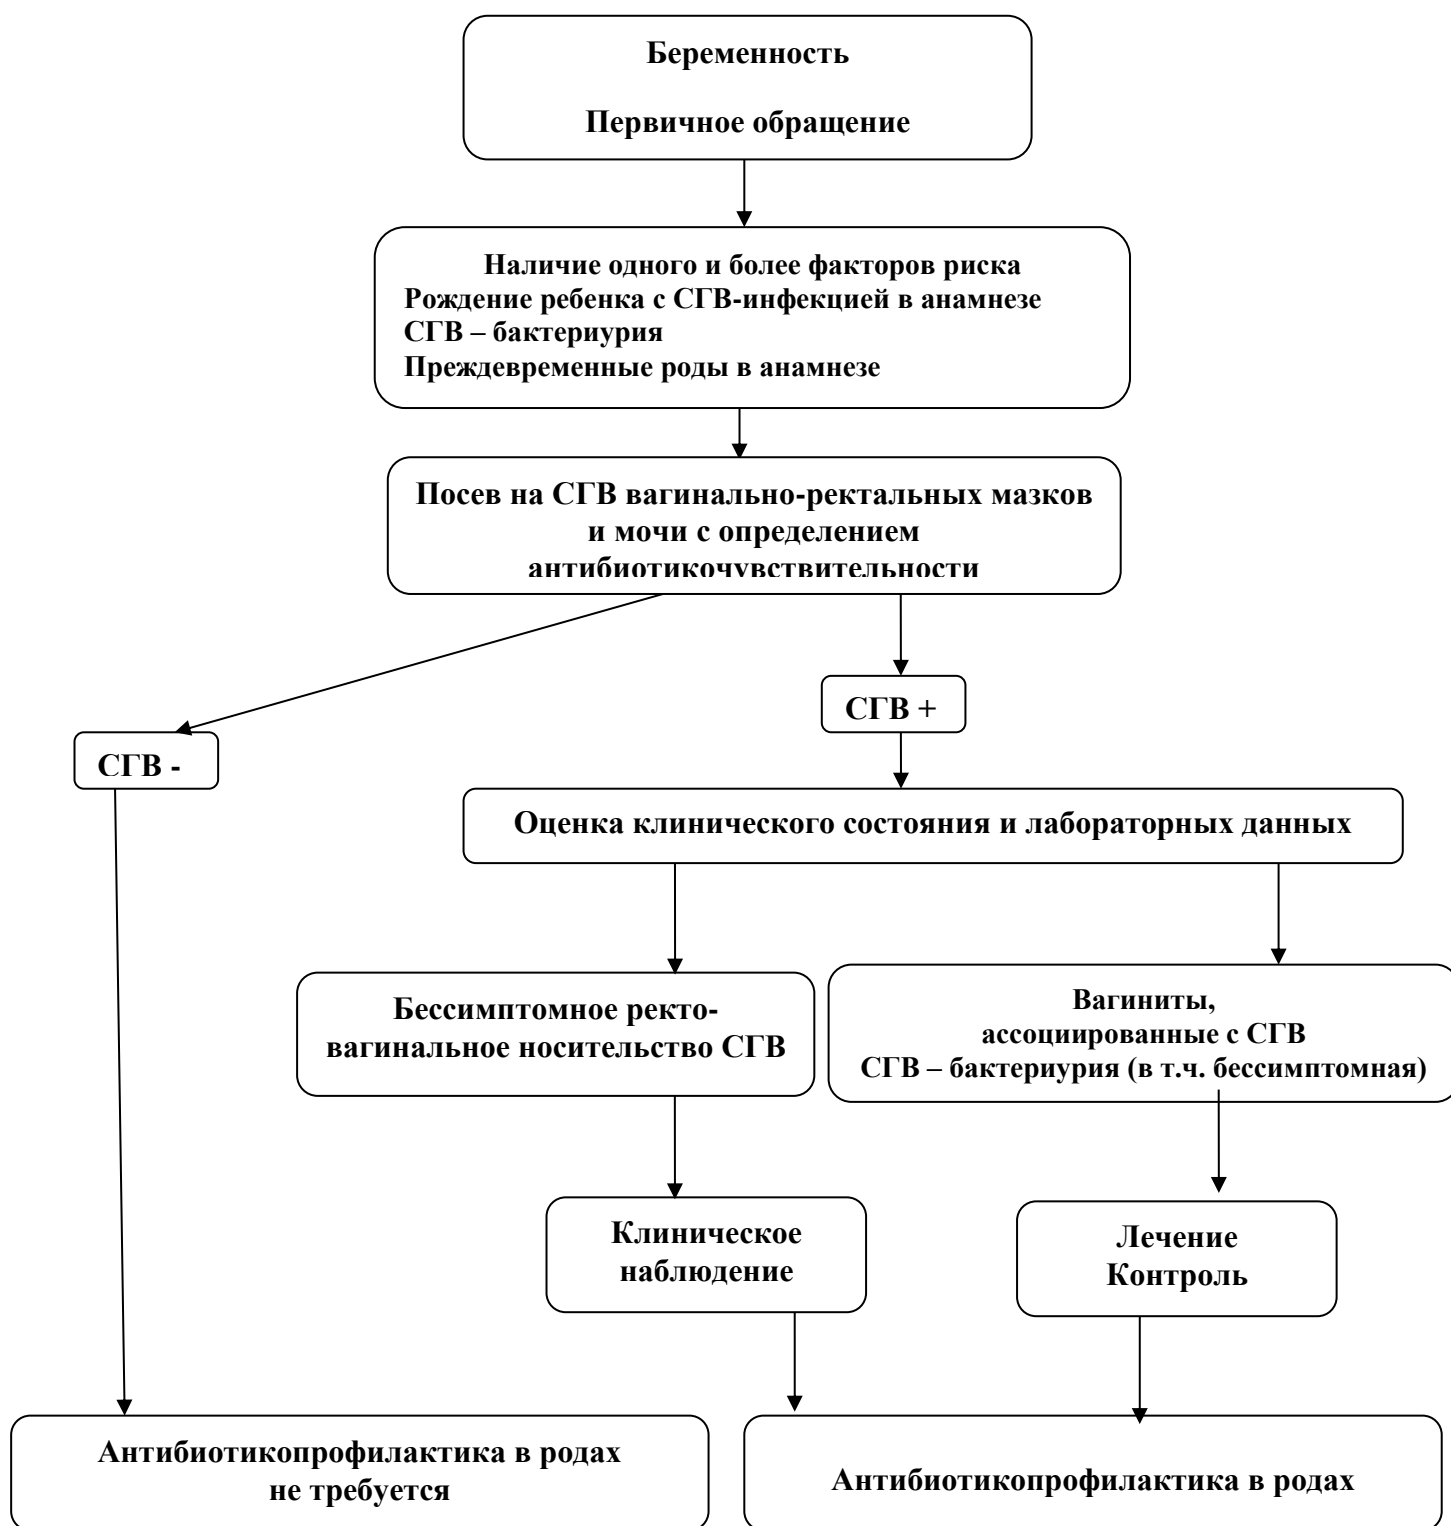 Беременность
Первичное обращение
Наличие одного и более факторов риска
Рождение ребенка с СГВ-инфекцией в анамнезе
СГВ – бактериурия
Преждевременные роды в анамнезе
Посев на СГВ вагинально-ректальных мазков
и мочи с определением
антибиотикочувствительности
СГВ +
СГВ -
Оценка клинического состояния и лабораторных данных
Бессимптомное ректо-
вагинальное носительство СГВ
Вагиниты,
ассоциированные с СГВ
СГВ – бактериурия (в т.ч. бессимптомная)
Клиническое
наблюдение
Лечение
Контроль
Антибиотикопрофилактика в родах
не требуется
Антибиотикопрофилактика в родах